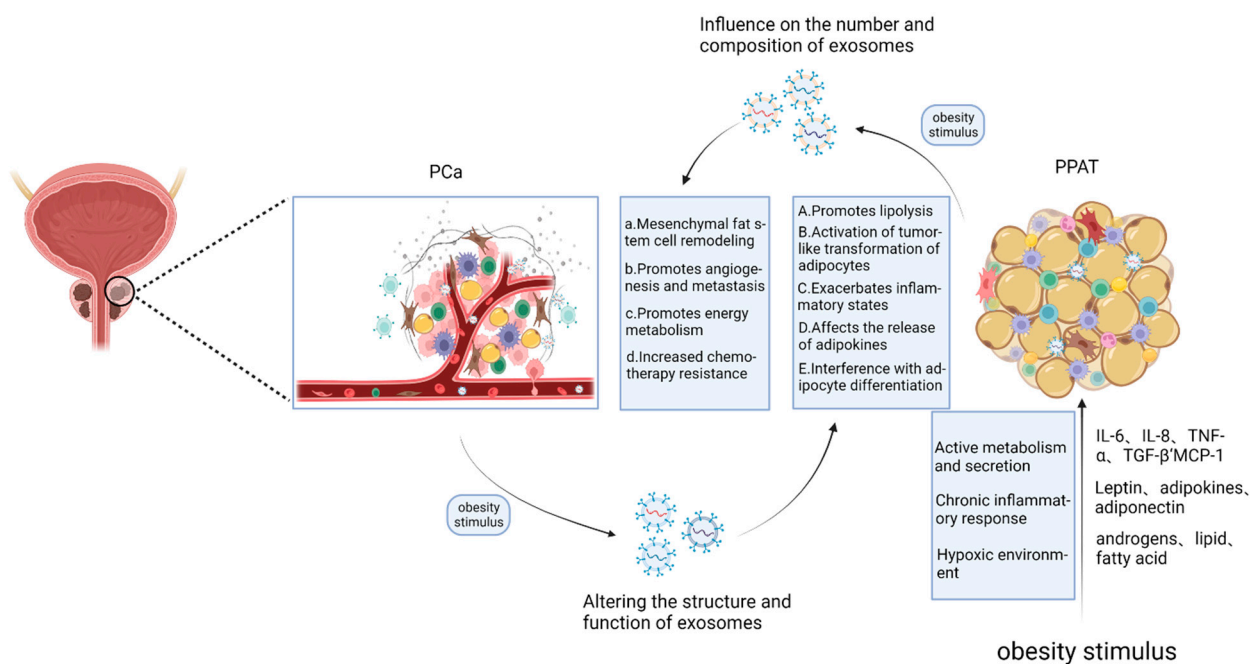 Influence on the number and
composition of exosomes
obesity
stimulus
PCa
PPAT
a.Mesenchymal fat s-
tem cell remodeling
b.Promotes angioge-
nesis and metastasis
c.Promotes energy
metabolism
d.Increased chemo-
therapy resistance
A.Promotes lipolysis
B.Activation of tumor-
like transformation of
adipocytes
C.Exacerbates inflam-
matory states
D.Affects the release
of adipokines
E.Interference with ad-
ipocyte differentiation
Active metabolism
and secretion
Chronic inflammat-
ory response
Hypoxic environm-
ent
IL-6、IL-8、TNF-
α、TGF-β‘MCP-1
Leptin、adipokines、
adiponectin
androgens、lipid、
fatty acid
obesity
stimulus
Altering the structure and
function of exosomes
obesity stimulus